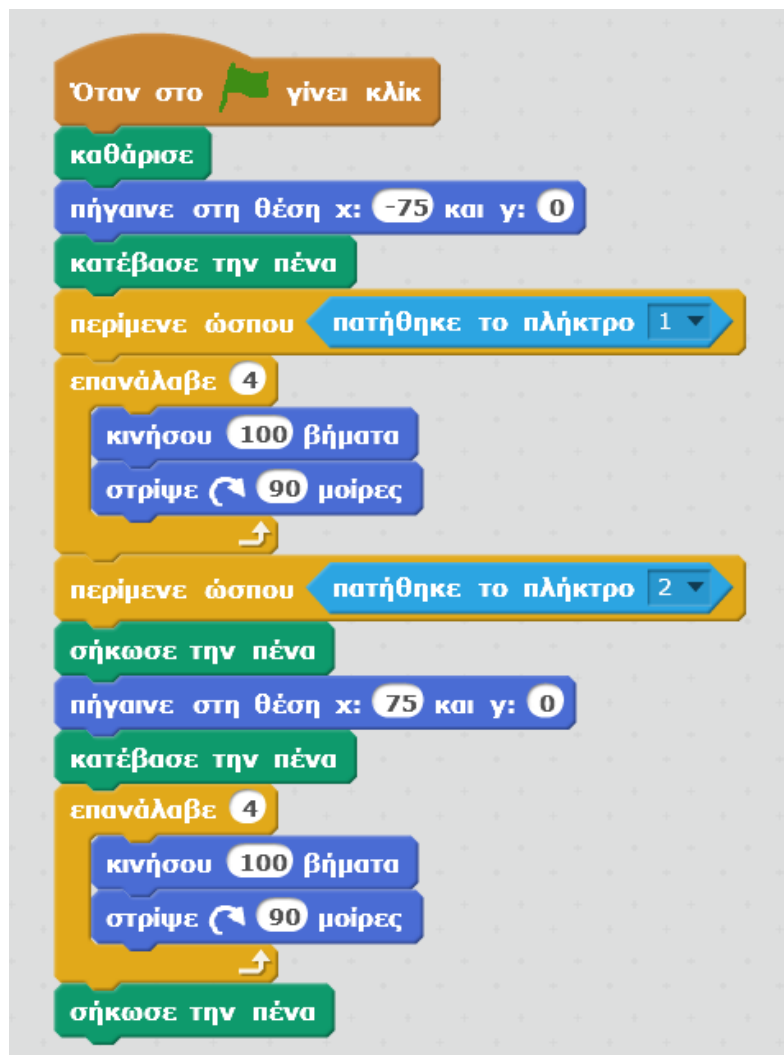 Όταν στο γίνει κλίκ
καθάρισε
πήγαινε στη θέση x: -75 και y: 0
κατέβασε την πένα
περίμενε ώσπου πατήθηκε το πλήκτρο 1
επανάλαβε 4
κινήσου 100 βήματα
στρίψε 90 μοίρες
περίμενε ώσπου πατήθηκε το πλήκτρο 2
σήκωσε την πένα
πήγαινε στη θέση x: 75 και y: 0
κατέβασε την πένα
επανάλαβε 4
κινήσου 100 βήματα
στρίψε 90 μοίρες
σήκωσε την πένα